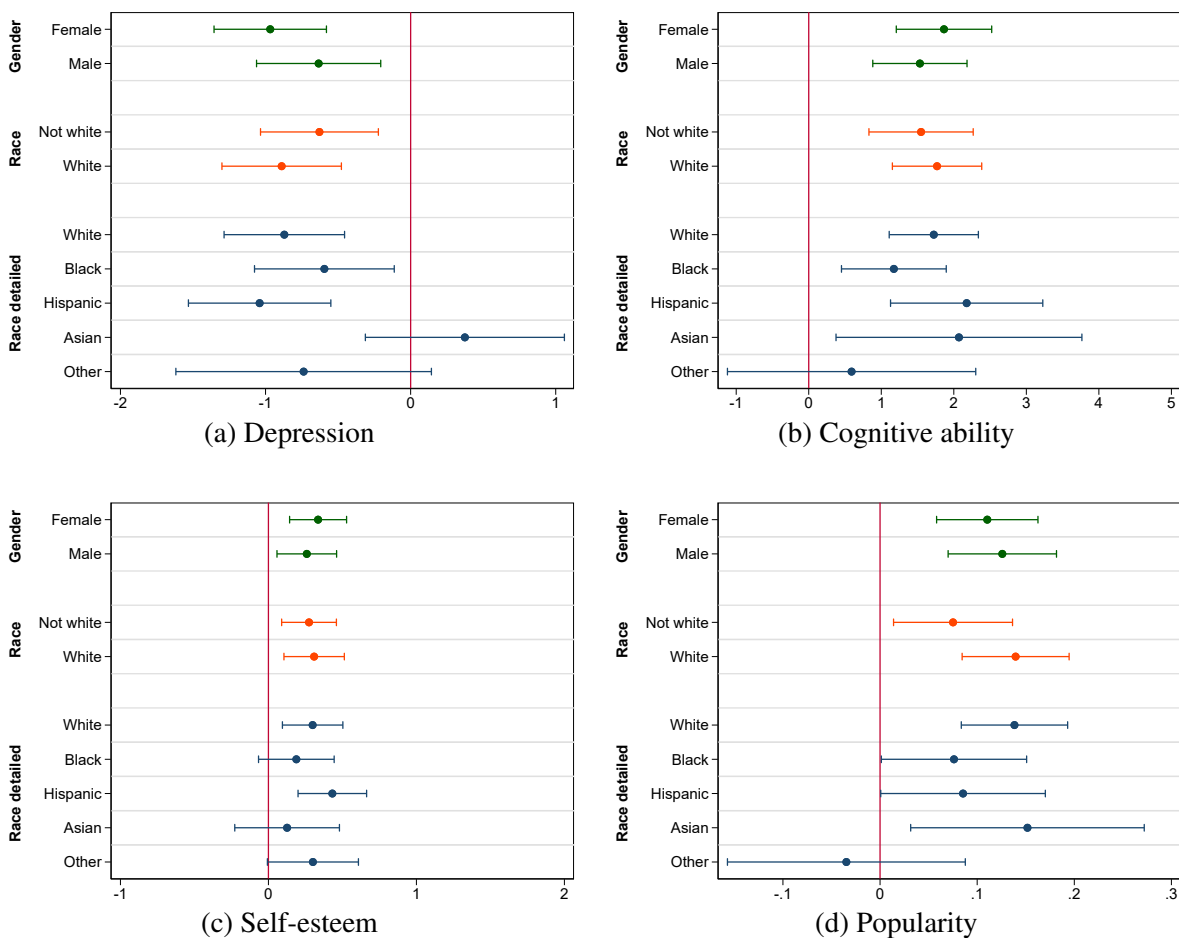 Gender
Female
Male
Race
Not white
White
Race detailed
White
Black
Hispanic
Asian
Other
-2 -1 0 1
(a) Depression
Gender
Female
Male
Race
Not white
White
Race detailed
White
Black
Hispanic
Asian
Other
-1 0 1 2 3 4 5
(b) Cognitive ability
Gender
Female
Male
Race
Not white
White
Race detailed
White
Black
Hispanic
Asian
Other
-1 0 1 2
(c) Self-esteem
Gender
Female
Male
Race
Not white
White
Race detailed
White
Black
Hispanic
Asian
Other
-.1 0 .1 .2 .3
(d) Popularity